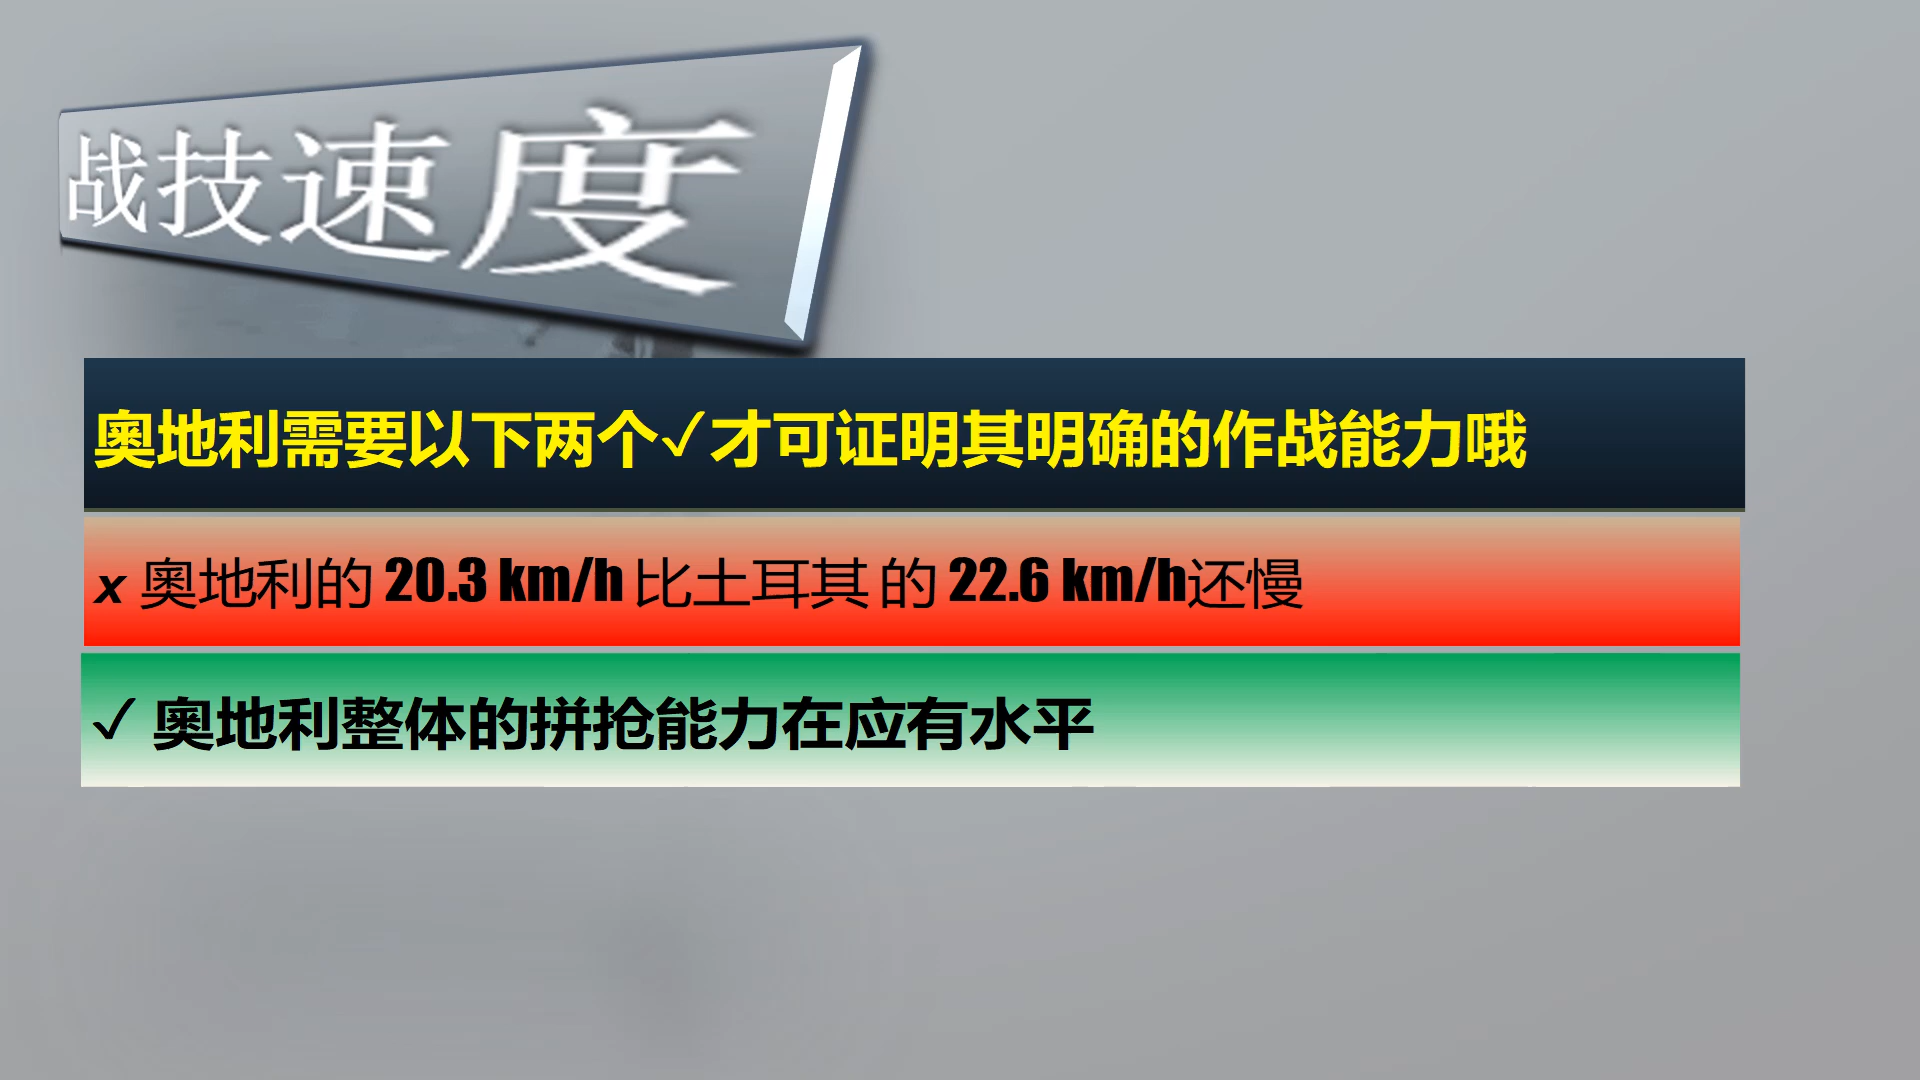 战技速度
奥地利需要以下两个✓才可证明其明确的作战能力哦
x 奥地利的 20.3 km/h 比土耳其 的 22.6 km/h还慢
✓ 奥地利整体的拼抢能力在应有水平